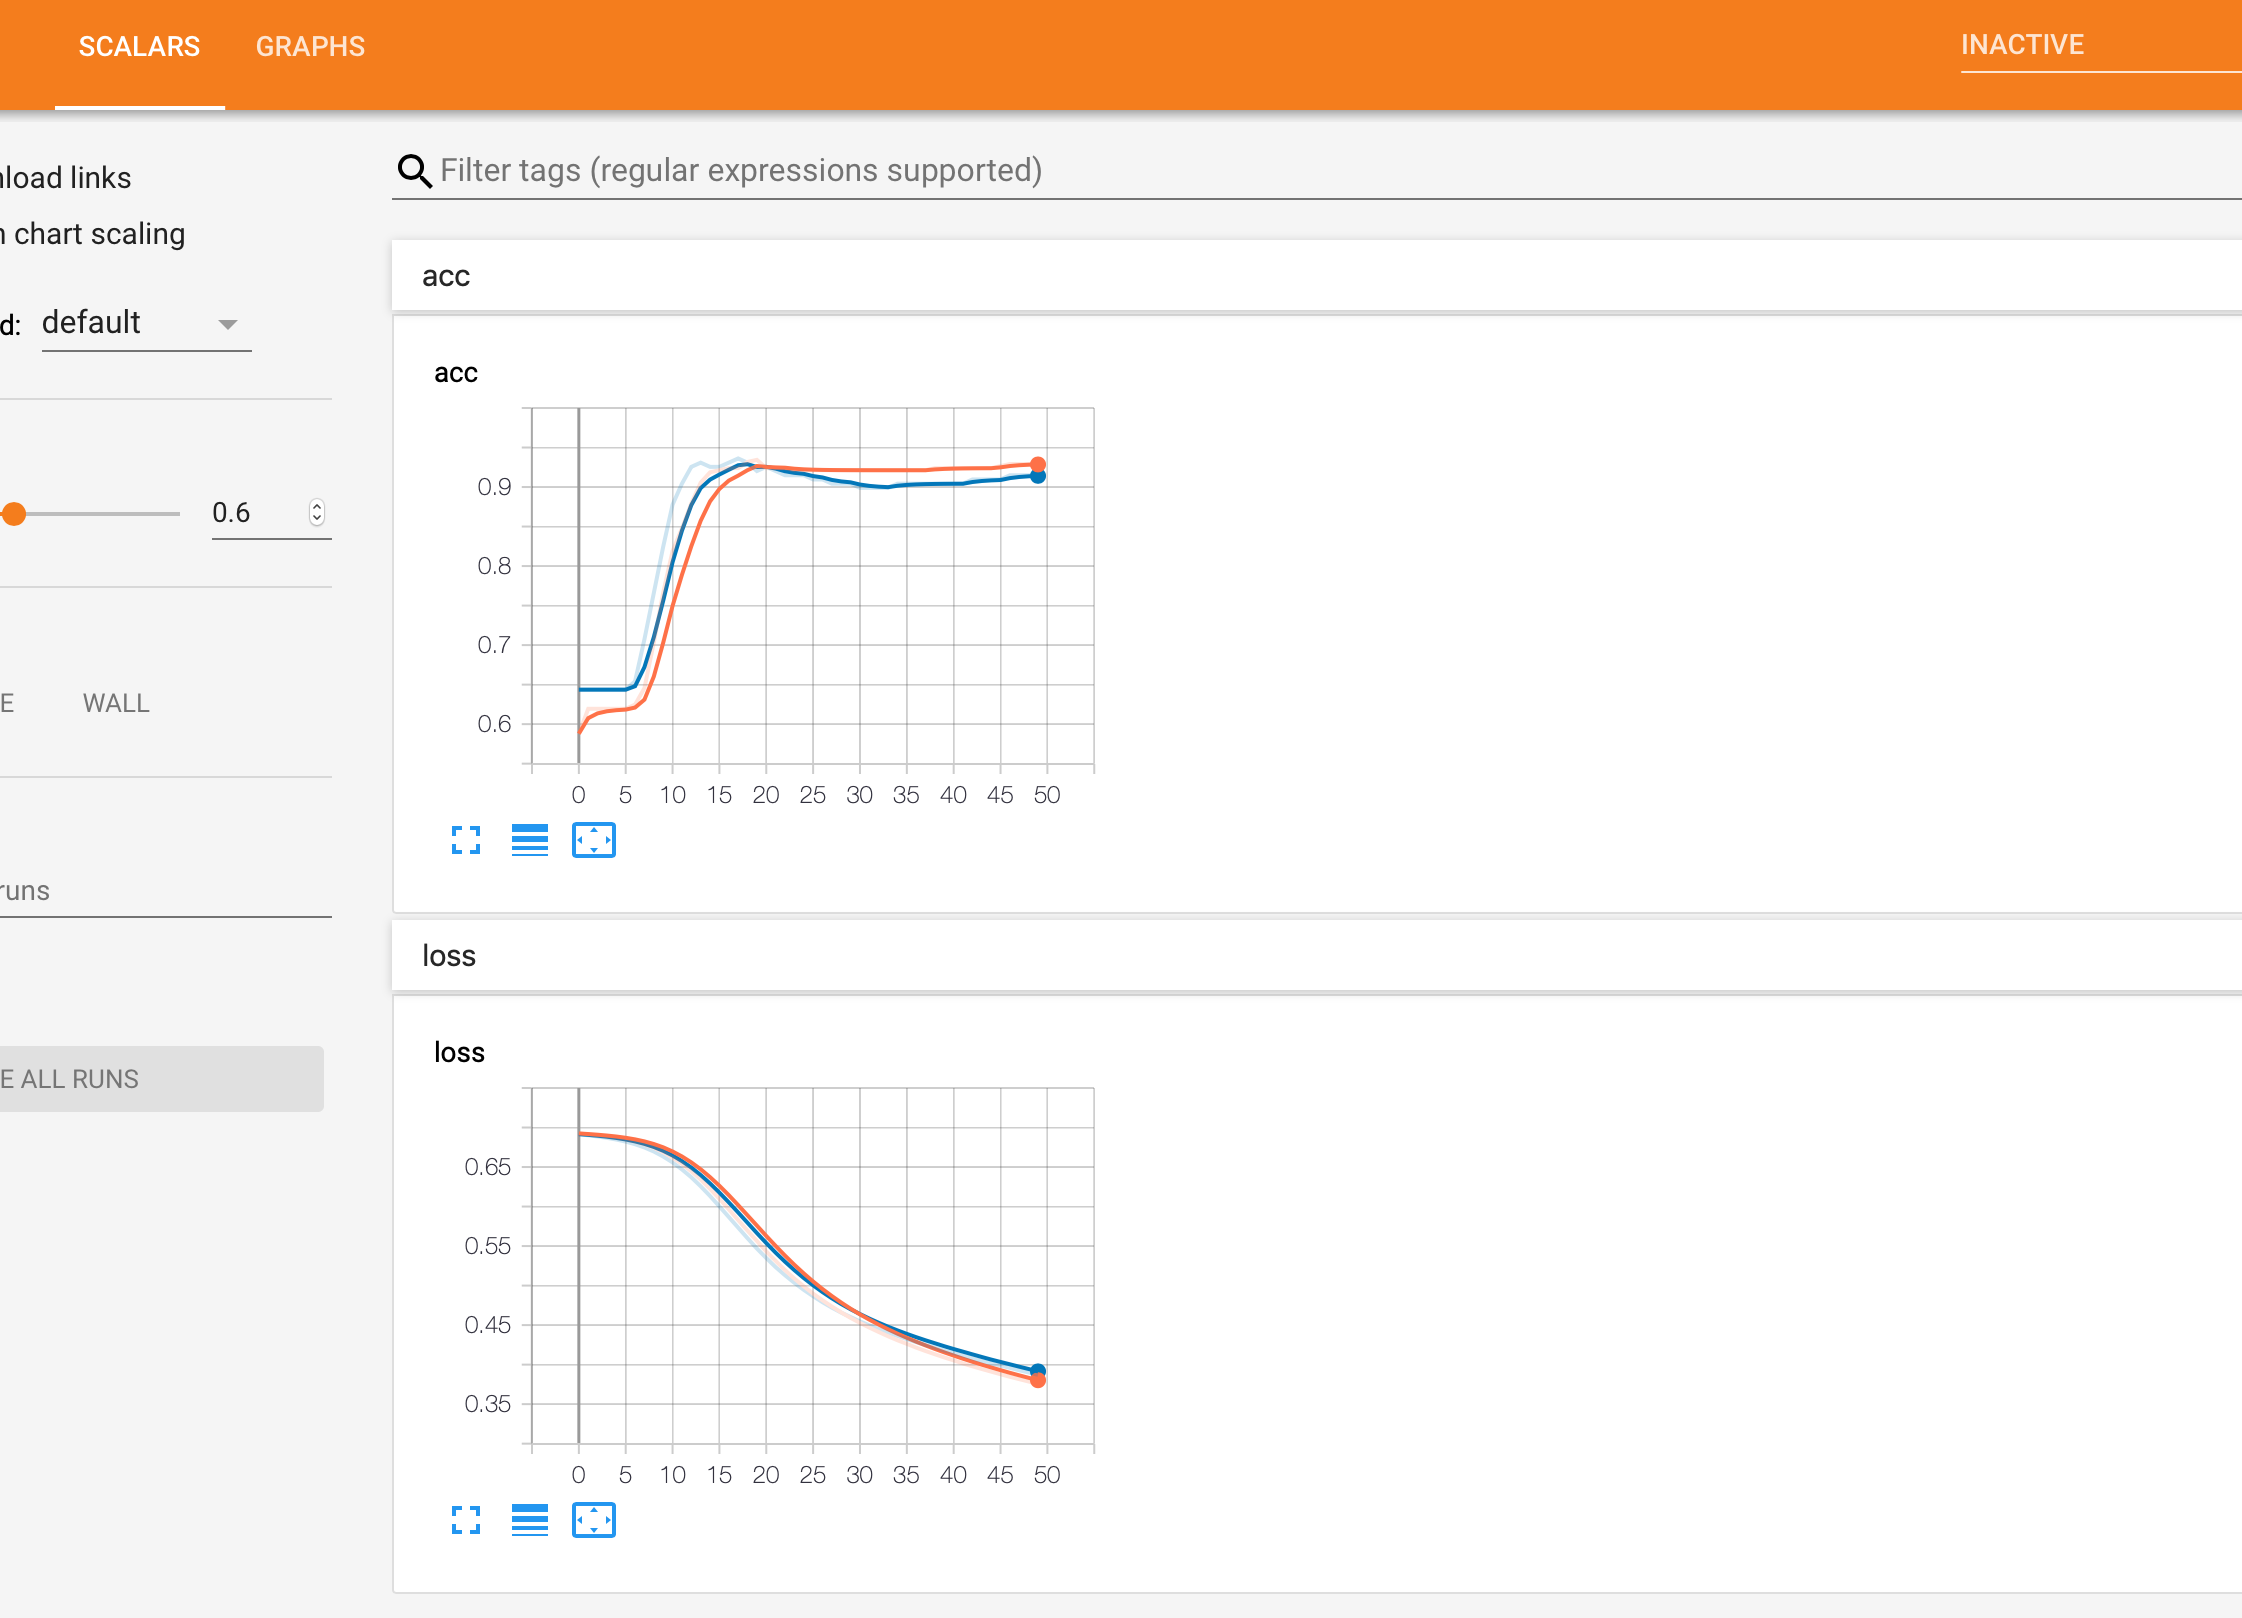 SCALARS GRAPHS INACTIVE
load links
chart scaling
d: default
0.6
E WALL
runs
E ALL RUNS
Filter tags (regular expressions supported)
acc
acc
0.9
0.8
0.7
0.6
0 5 10 15 20 25 30 35 40 45 50
loss
loss
0.65
0.55
0.45
0.35
0 5 10 15 20 25 30 35 40 45 50